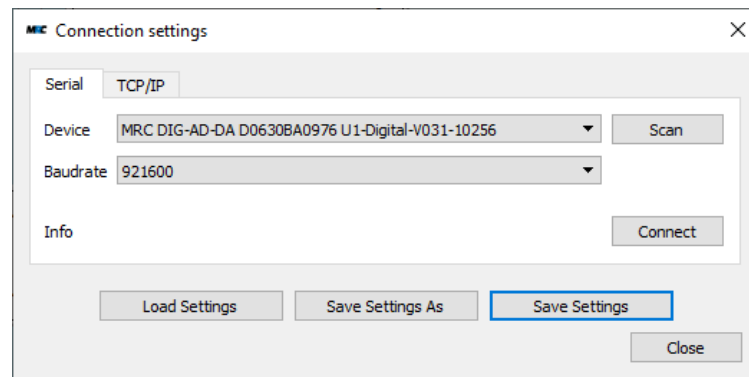 MRC Connection settings
Serial TCP/IP
Device MRC DIG-AD-DA D0630BA0976 U1-Digital-V031-10256 Scan
Baudrate 921600
Info Connect
Load Settings Save Settings As Save Settings
Close